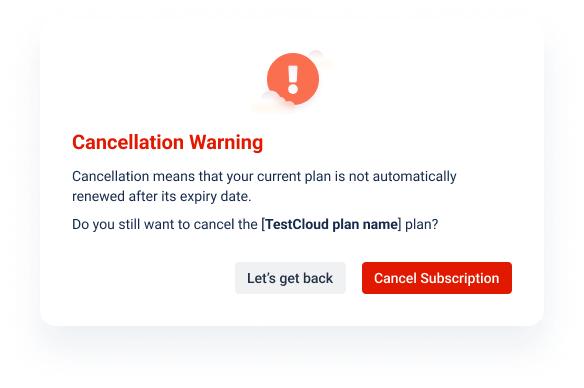 Cancellation Warning
Cancellation means that your current plan is not automatically
renewed after its expiry date.
Do you still want to cancel the [TestCloud plan name] plan?
Let’s get back
Cancel Subscription